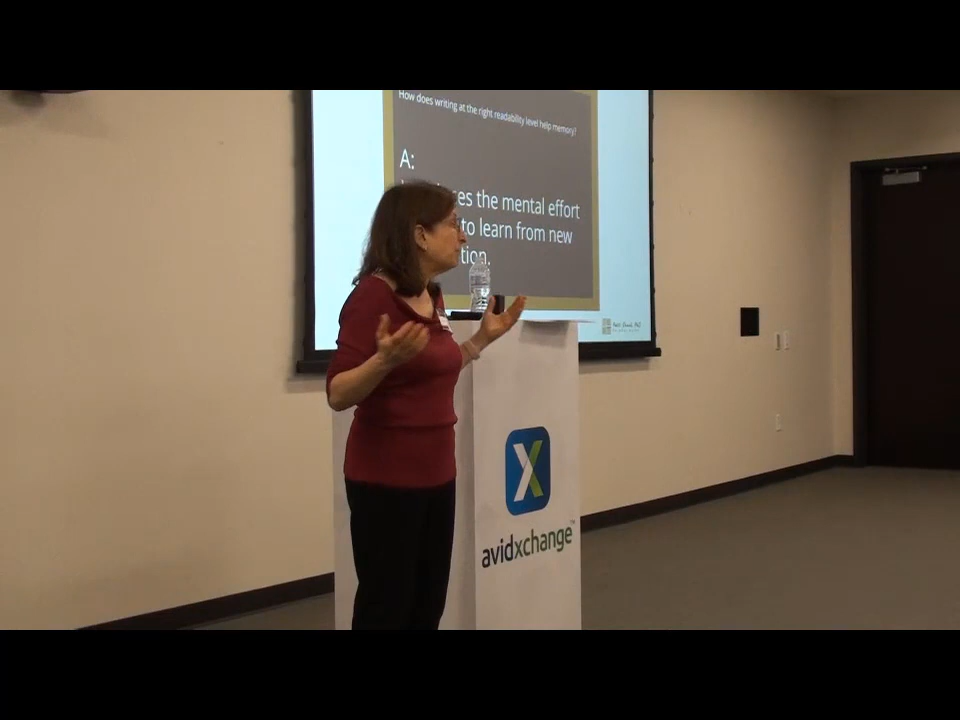 How does writing at the right readability level help memory?
A:
es the mental effort
to learn from new
tion.
X
avidxchange™